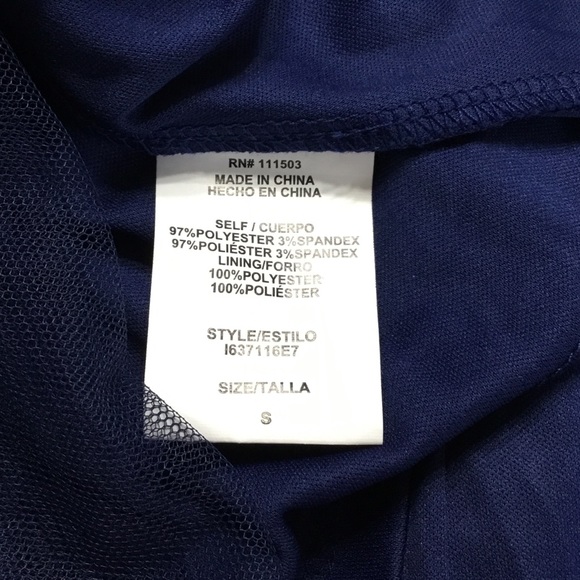 RN# 111503
MADE IN CHINA
HECHO EN CHINA
SELF / CUERPO
97%POLYESTER 3%SPANDEX
97%POLIÉSTER 3%SPANDEX
LINING/FORRO
100%POLYESTER
100%POLIÉSTER
STYLE/ESTILO
I637116E7
SIZE/TALLA
S